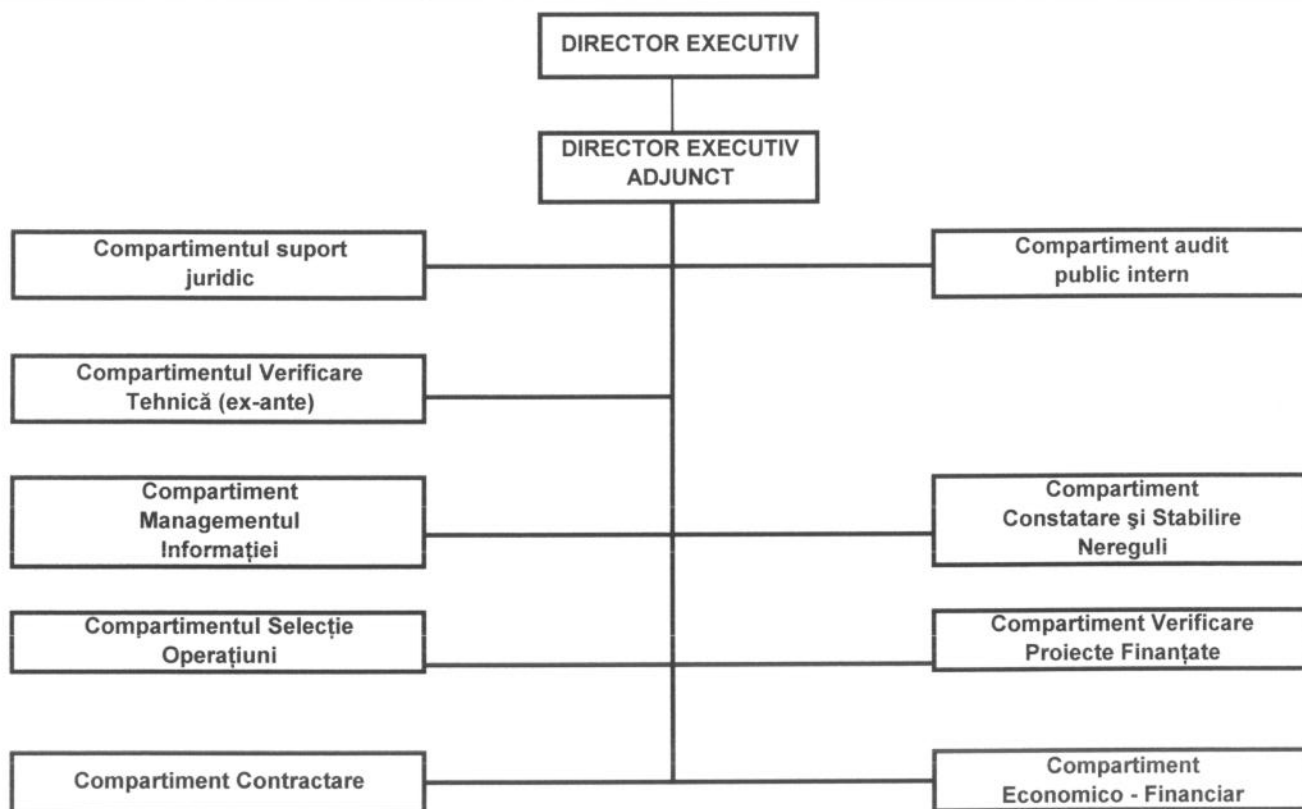 DIRECTOR EXECUTIV
DIRECTOR EXECUTIV
ADJUNCT
Compartimentul suport
juridic
Compartiment audit
public intern
Compartimentul Verificare
Tehnică (ex-ante)
Compartiment
Managementul
Informației
Compartiment
Constatare şi Stabilire
Nereguli
Compartimentul Selecție
Operațiuni
Compartiment Verificare
Proiecte Finanțate
Compartiment Contractare
Compartiment
Economico - Financiar